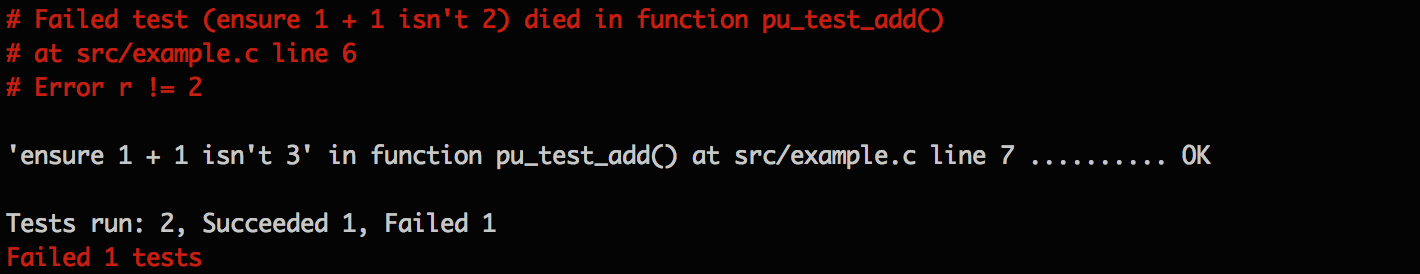 # Failed test (ensure 1 + 1 isn't 2) died in function pu_test_add()
# at src/example.c line 6
# Error r != 2
'ensure 1 + 1 isn't 3' in function pu_test_add() at src/example.c line 7 .......... OK
Tests run: 2, Succeeded 1, Failed 1
Failed 1 tests